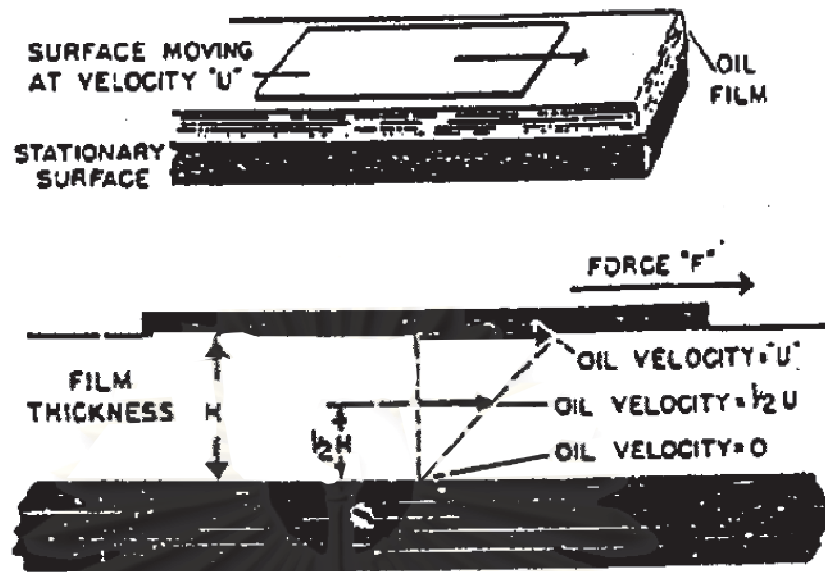 SURFACE MOVING
AT VELOCITY "U"
OIL
FILM
STATIONARY
SURFACE
FORCE "F"
OIL VELOCITY="U"
FILM
THICKNESS H
OIL VELOCITY=1/2 U
1/2 H
OIL VELOCITY=0